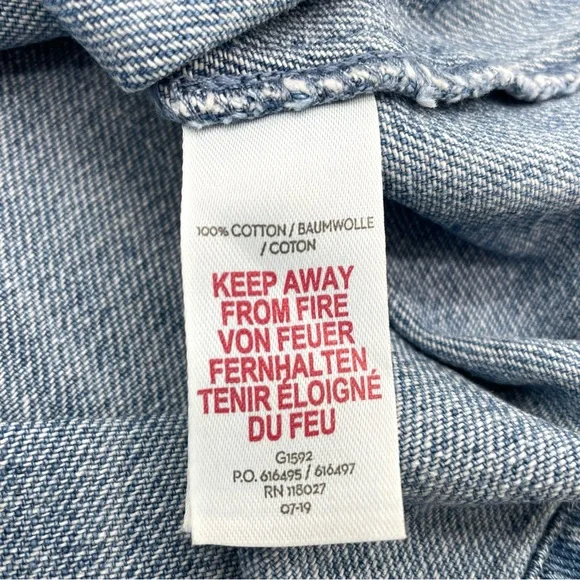 100% COTTON / BAUMWOLLE
/ COTON
KEEP AWAY
FROM FIRE
VON FEUER
FERNHALTEN
TENIR ÉLOIGNÉ
DU FEU
G1592
P.O. 616495 / 616497
RN 118027
07-19